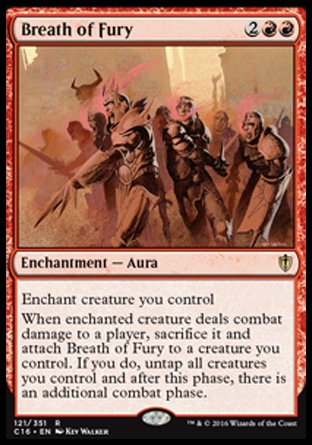 Breath of Fury 2
Enchantment — Aura
Enchant creature you control
When enchanted creature deals combat
damage to a player, sacrifice it and
attach Breath of Fury to a creature you
control. If you do, untap all creatures
you control and after this phase, there is
an additional combat phase.
121/351 R
C16 • EN Kev Walker
™ & © 2016 Wizards of the Coast